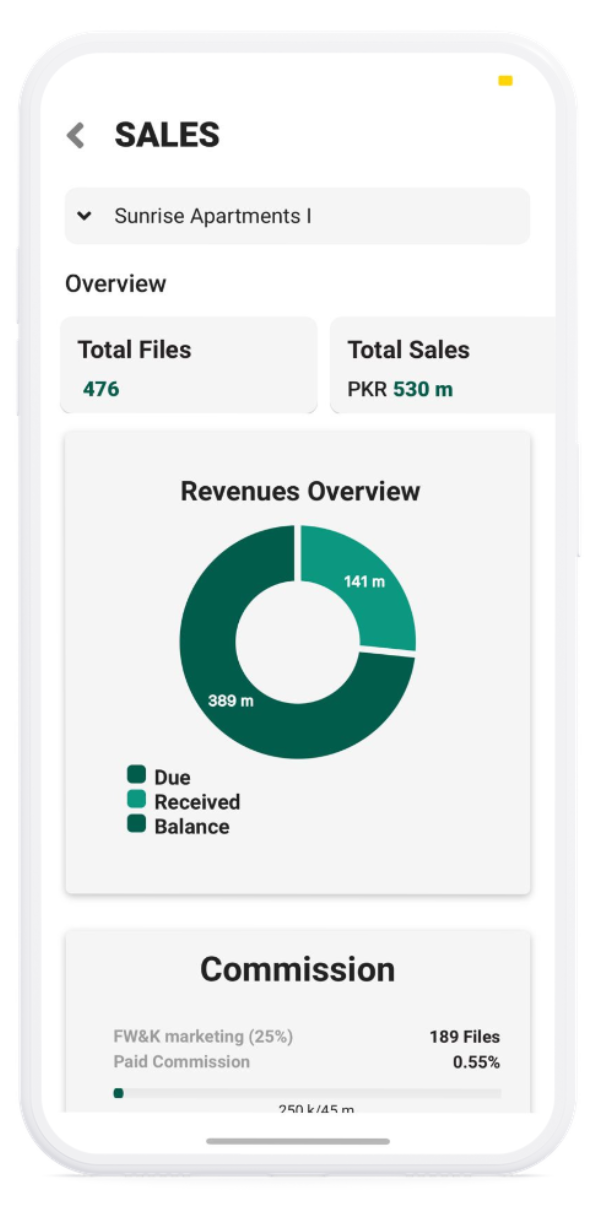 SALES
Sunrise Apartments I
Overview
Total Files
476
Total Sales
PKR 530 m
Revenues Overview
141 m
389 m
Due
Received
Balance
Commission
FW&K marketing (25%)
189 Files
Paid Commission
0.55%
250 k/45 m